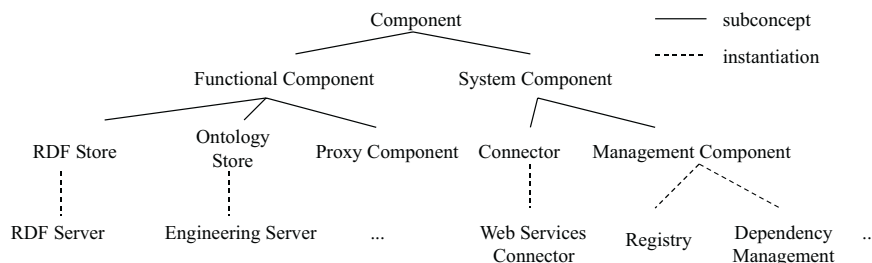 Component
subconcept
instantiation
Functional Component
System Component
RDF Store
Ontology
Store
Proxy Component
Connector
Management Component
RDF Server
Engineering Server
...
Web Services
Connector
Registry
Dependency
Management
..